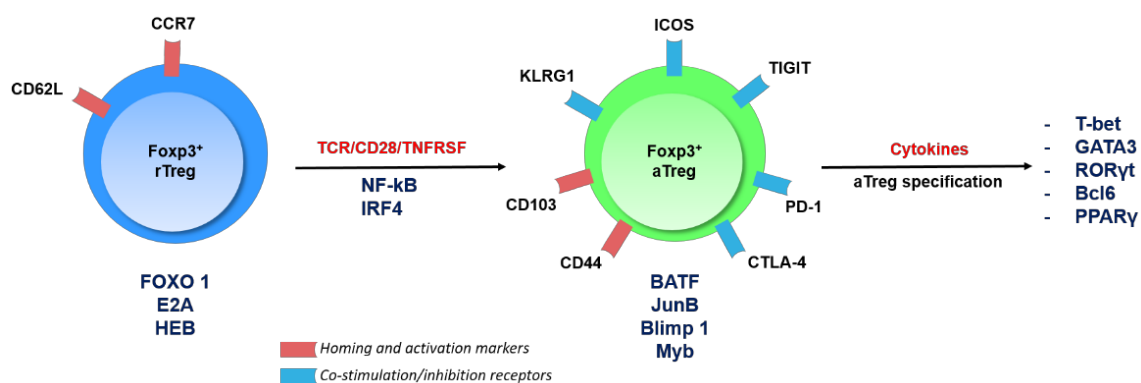 CCR7
CD62L
Foxp3⁺
rTreg
FOXO 1
E2A
HEB
TCR/CD28/TNFRSF
NF-kB
IRF4
ICOS
KLRG1
TIGIT
Foxp3⁺
aTreg
CD103
PD-1
CD44
CTLA-4
BATF
JunB
Blimp 1
Myb
Cytokines
aTreg specification
- T-bet
- GATA3
- RORγt
- Bcl6
- PPARγ
Homing and activation markers
Co-stimulation/inhibition receptors